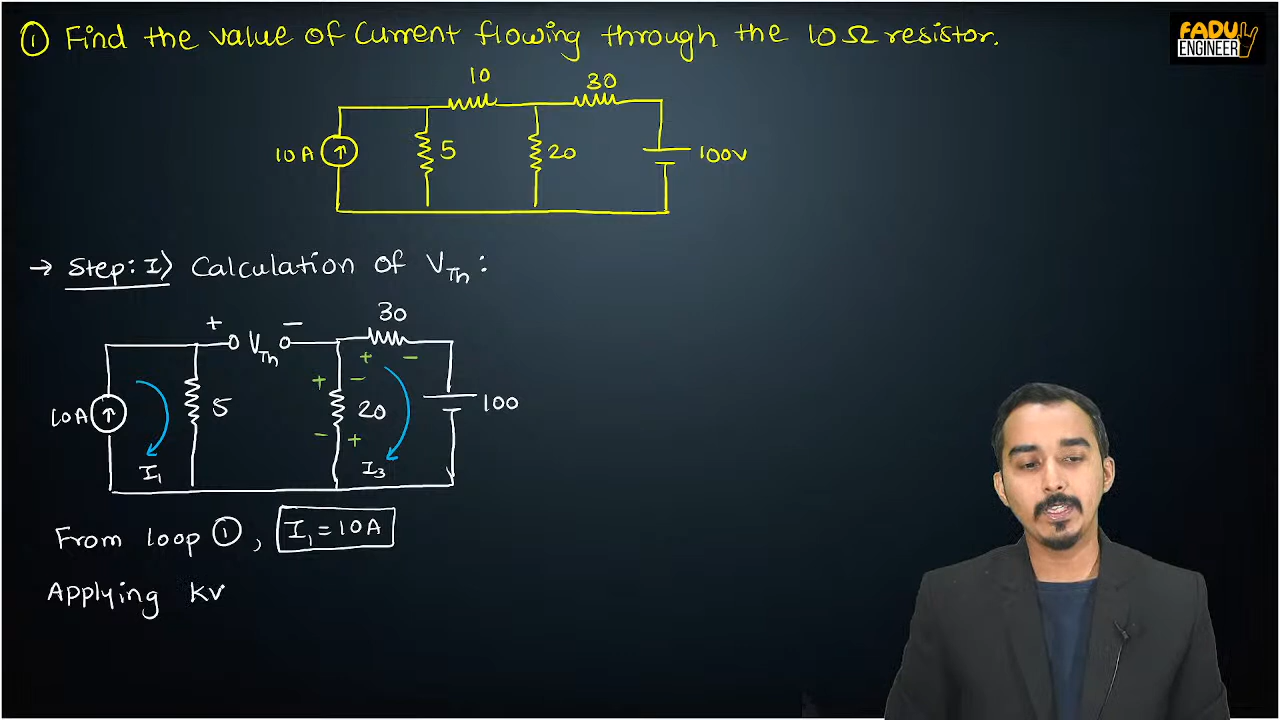 ① Find the value of current flowing through the 10Ω resistor.
FADU
ENGINEER
10
30
10A
5
20
100V
→ Step: I) Calculation of VTh:
30
+ VTh −
+ −
+ −
10A
5
20
100
− +
I₁
I₃
From loop ①, I₁ = 10A
Applying KV